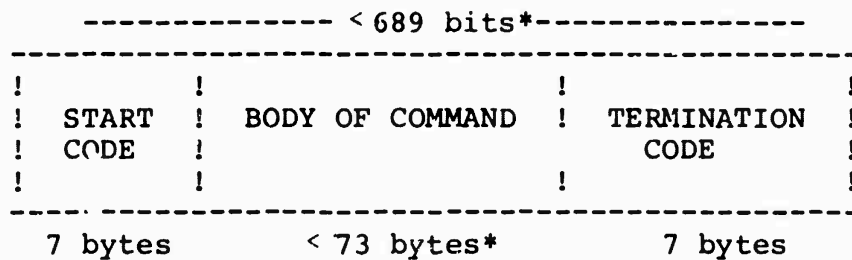 --------------- < 689 bits*----------------
! START ! BODY OF COMMAND ! TERMINATION !
! CODE ! CODE !
7 bytes < 73 bytes* 7 bytes